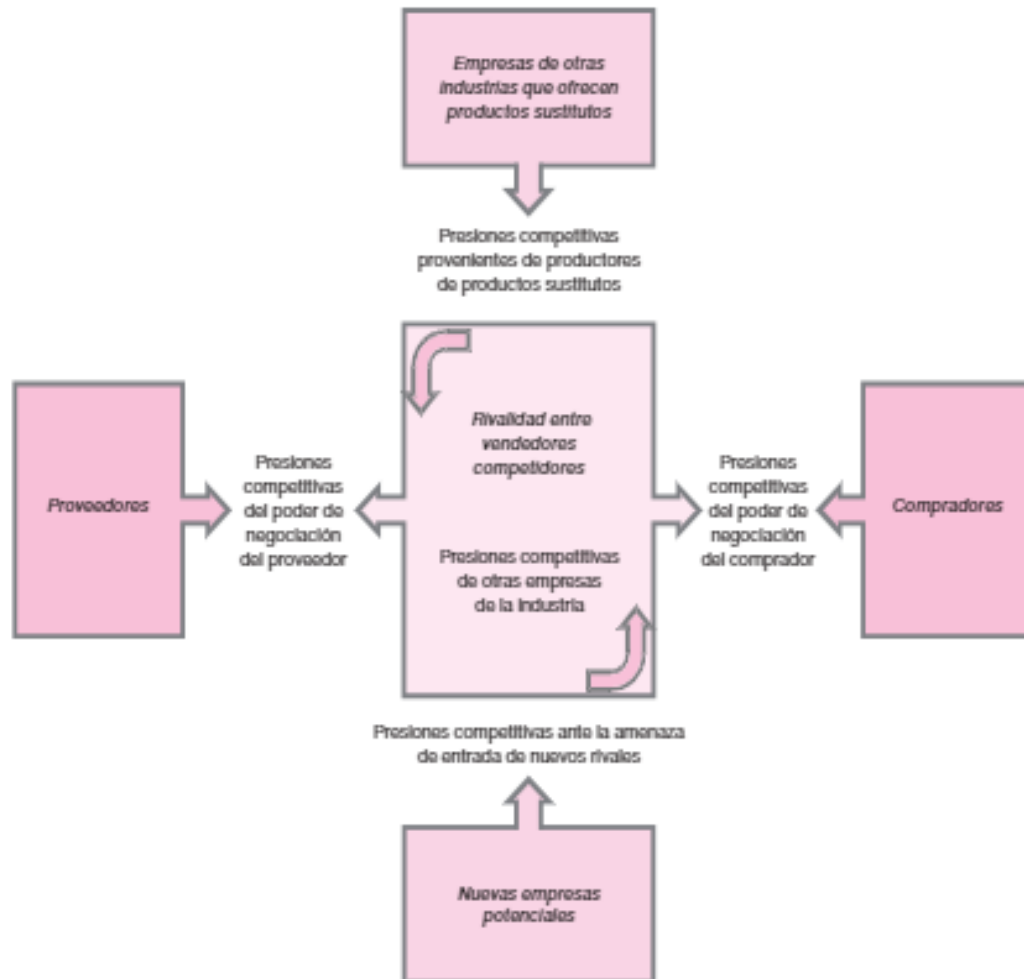 Empresas de otras
industrias que ofrecen
productos sustitutos
Presiones competitivas
provenientes de productores
de productos sustitutos
Proveedores
Presiones
competitivas
del poder de
negociación
del proveedor
Rivalidad entre
vendedores
competidores
Presiones competitivas
de otras empresas
de la industria
Presiones
competitivas
del poder de
negociación
del comprador
Compradores
Presiones competitivas ante la amenaza
de entrada de nuevos rivales
Nuevas empresas
potenciales